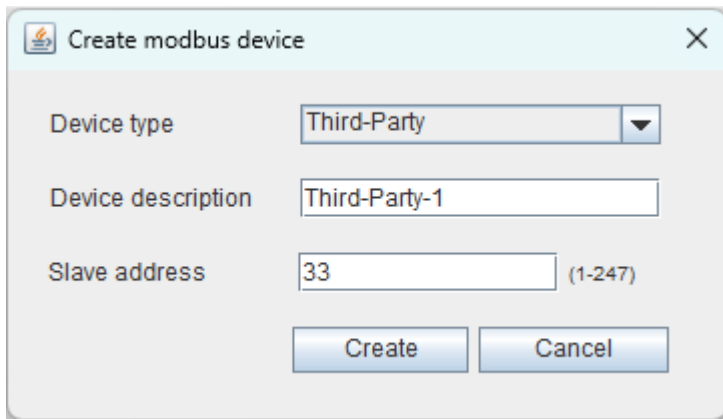 Create modbus device
Device type Third-Party
Device description Third-Party-1
Slave address 33 (1-247)
Create Cancel